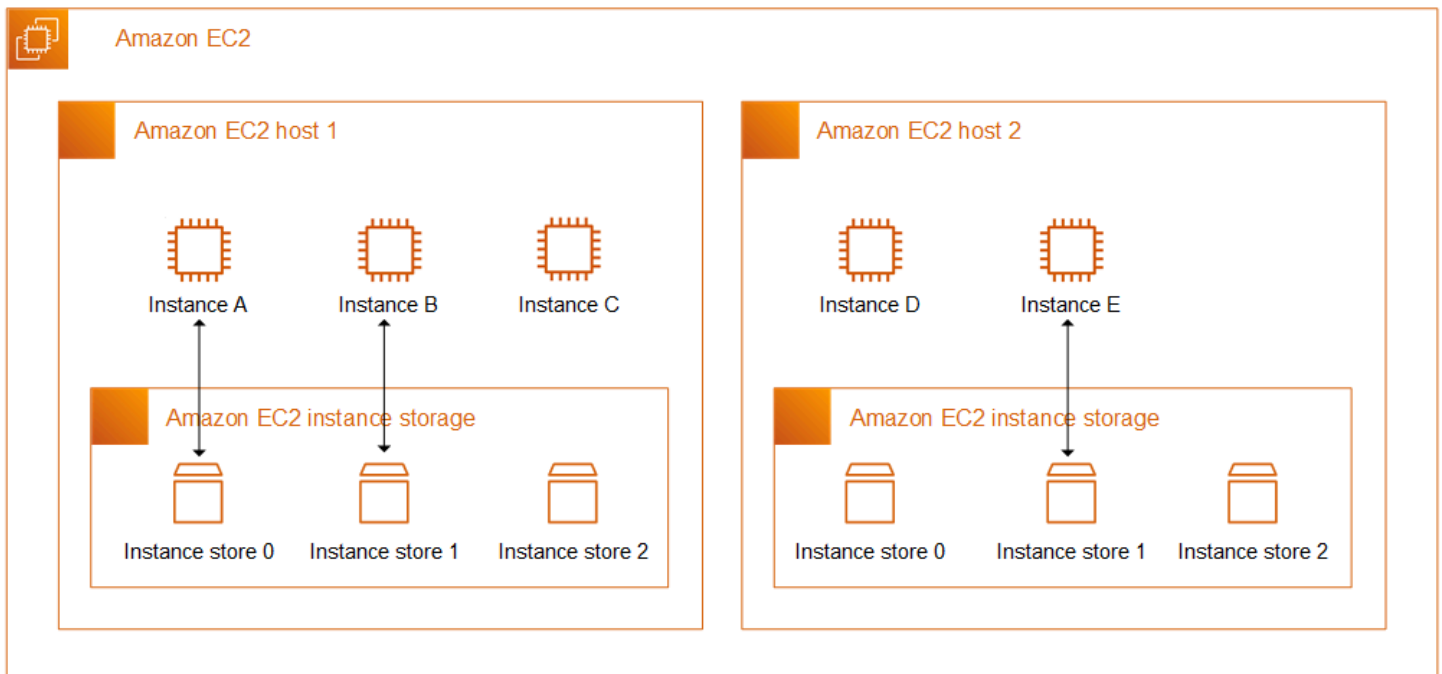 Amazon EC2
Amazon EC2 host 1
Amazon EC2 host 2
Instance A
Instance B
Instance C
Instance D
Instance E
Amazon EC2 instance storage
Amazon EC2 instance storage
Instance store 0
Instance store 1
Instance store 2
Instance store 0
Instance store 1
Instance store 2